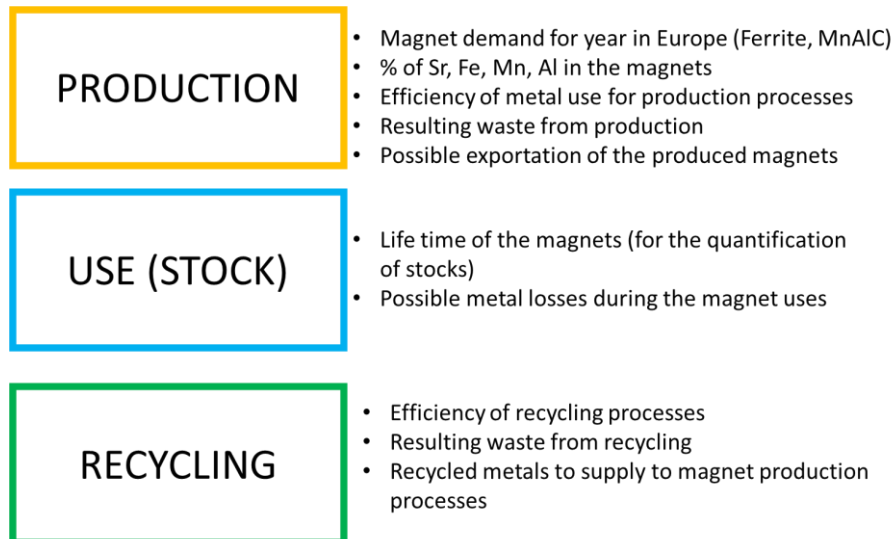 PRODUCTION
• Magnet demand for year in Europe (Ferrite, MnAlC)
• % of Sr, Fe, Mn, Al in the magnets
• Efficiency of metal use for production processes
• Resulting waste from production
• Possible exportation of the produced magnets
USE (STOCK)
• Life time of the magnets (for the quantification
of stocks)
• Possible metal losses during the magnet uses
RECYCLING
• Efficiency of recycling processes
• Resulting waste from recycling
• Recycled metals to supply to magnet production
processes